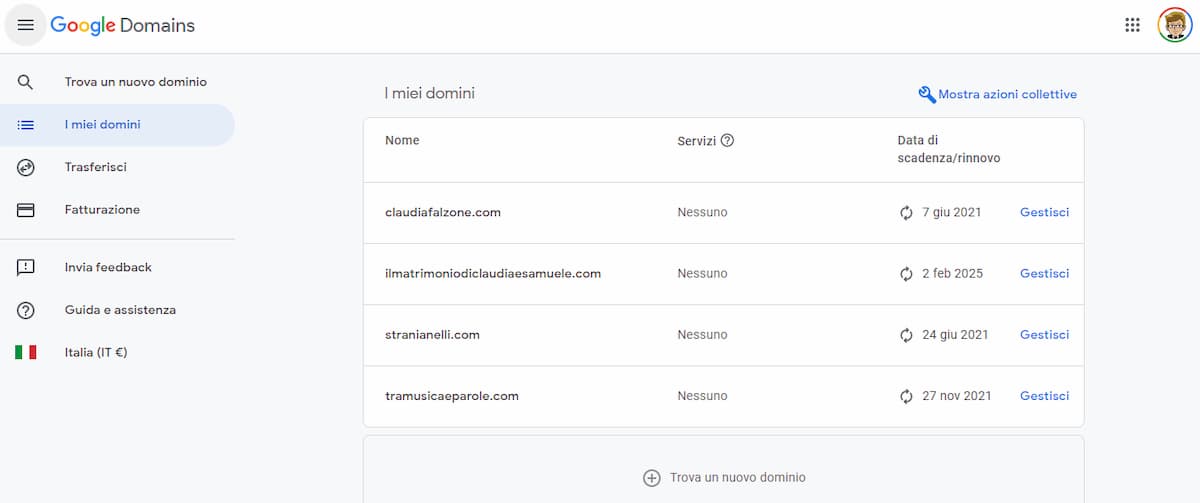 Google Domains
Trova un nuovo dominio
I miei domini
Trasferisci
Fatturazione
Invia feedback
Guida e assistenza
Italia (IT €)
I miei domini
Mostra azioni collettive
Nome Servizi Data di
scadenza/rinnovo
claudiafalzone.com Nessuno 7 giu 2021 Gestisci
ilmatrimoniodiclaudiaesamuele.com Nessuno 2 feb 2025 Gestisci
stranianelli.com Nessuno 24 giu 2021 Gestisci
tramusicaeparole.com Nessuno 27 nov 2021 Gestisci
Trova un nuovo dominio